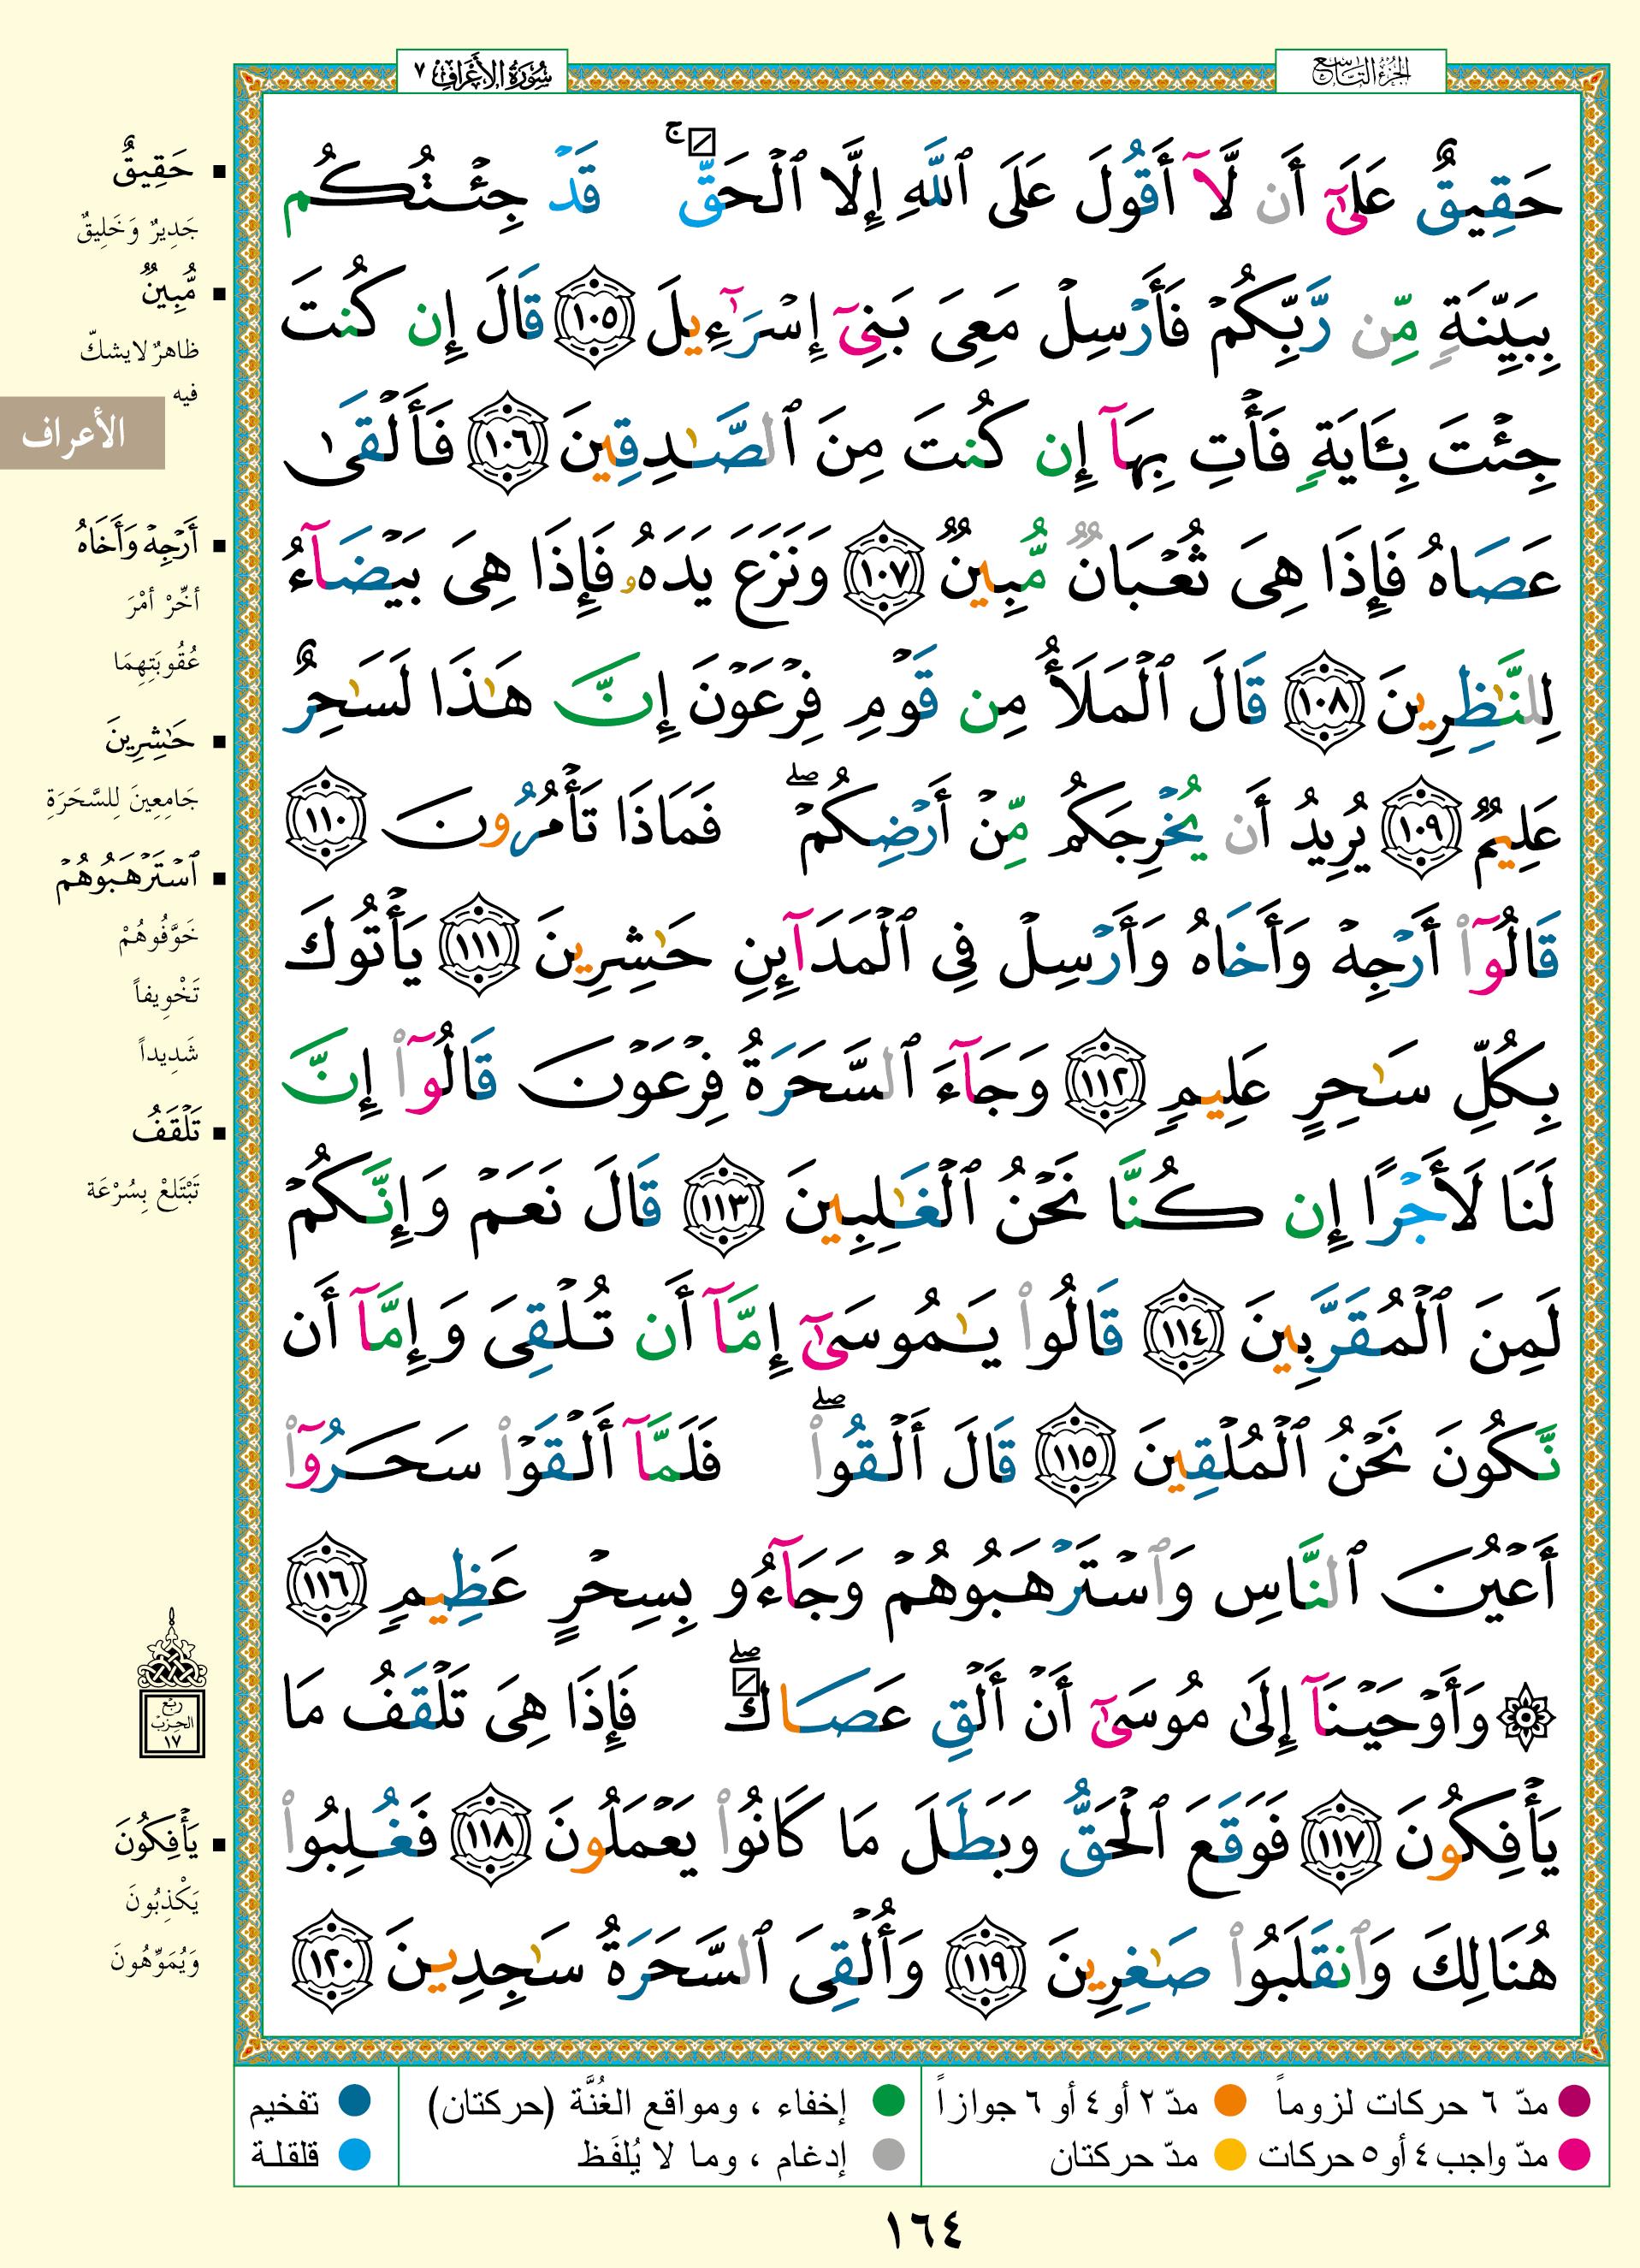 الجزء التاسع
سورة الأعراف ٧
حَقِيقٌ عَلَىٰٓ أَن لَّآ أَقُولَ عَلَى ٱللَّهِ إِلَّا ٱلْحَقَّ ۚ قَدْ جِئْتُكُم
بِبَيِّنَةٍ مِّن رَّبِّكُمْ فَأَرْسِلْ مَعِىَ بَنِىٓ إِسْرَٰٓءِيلَ ١٠٥ قَالَ إِن كُنتَ
جِئْتَ بِـَٔايَةٍ فَأْتِ بِهَآ إِن كُنتَ مِنَ ٱلصَّـٰدِقِينَ ١٠٦ فَأَلْقَىٰ
عَصَاهُ فَإِذَا هِىَ ثُعْبَانٌ مُّبِينٌ ١٠٧ وَنَزَعَ يَدَهُۥ فَإِذَا هِىَ بَيْضَآءُ
لِلنَّـٰظِرِينَ ١٠٨ قَالَ ٱلْمَلَأُ مِن قَوْمِ فِرْعَوْنَ إِنَّ هَـٰذَا لَسَـٰحِرٌ
عَلِيمٌ ١٠٩ يُرِيدُ أَن يُخْرِجَكُم مِّنْ أَرْضِكُمْ ۖ فَمَاذَا تَأْمُرُونَ ١١٠
قَالُوٓا۟ أَرْجِهْ وَأَخَاهُ وَأَرْسِلْ فِى ٱلْمَدَآئِنِ حَـٰشِرِينَ ١١١ يَأْتُوكَ
بِكُلِّ سَـٰحِرٍ عَلِيمٍ ١١٢ وَجَآءَ ٱلسَّحَرَةُ فِرْعَوْنَ قَالُوٓا۟ إِنَّ
لَنَا لَأَجْرًا إِن كُنَّا نَحْنُ ٱلْغَـٰلِبِينَ ١١٣ قَالَ نَعَمْ وَإِنَّكُمْ
لَمِنَ ٱلْمُقَرَّبِينَ ١١٤ قَالُوا۟ يَـٰمُوسَىٰٓ إِمَّآ أَن تُلْقِىَ وَإِمَّآ أَن
نَّكُونَ نَحْنُ ٱلْمُلْقِينَ ١١٥ قَالَ أَلْقُوا۟ ۖ فَلَمَّآ أَلْقَوْا۟ سَحَرُوٓا۟
أَعْيُنَ ٱلنَّاسِ وَٱسْتَرْهَبُوهُمْ وَجَآءُو بِسِحْرٍ عَظِيمٍ ١١٦
۞ وَأَوْحَيْنَآ إِلَىٰ مُوسَىٰٓ أَنْ أَلْقِ عَصَاكَ ۖ فَإِذَا هِىَ تَلْقَفُ مَا
يَأْفِكُونَ ١١٧ فَوَقَعَ ٱلْحَقُّ وَبَطَلَ مَا كَانُوا۟ يَعْمَلُونَ ١١٨ فَغُلِبُوا۟
هُنَالِكَ وَٱنقَلَبُوا۟ صَـٰغِرِينَ ١١٩ وَأُلْقِىَ ٱلسَّحَرَةُ سَـٰجِدِينَ ١٢٠
▪ حَقِيقٌ
جَدِيرٌ وَخَلِيقٌ
▪ مُّبِينٌ
ظاهرٌ لا يشكّ
فيه
الأعراف
▪ أَرْجِهْ وَأَخَاهُ
أخِّرْ أمْرَ
عُقُوبَتِهِمَا
▪ حَـٰشِرِينَ
جَامِعِينَ لِلسَّحَرَةِ
▪ ٱسْتَرْهَبُوهُمْ
خَوَّفُوهُمْ
تَخْوِيفاً
شَدِيداً
▪ تَلْقَفُ
تَبْتَلعْ بِسُرْعَة
ربع
الحزب
١٧
▪ يَأْفِكُونَ
يَكْذِبُونَ
وَيُمَوِّهُونَ
مدّ ٦ حركات لزوماً مدّ ٢ أو ٤ أو ٦ جوازاً إخفاء ، ومواقع الغُنَّة (حركتان) تفخيم
مدّ واجب ٤ أو ٥ حركات مدّ حركتان إدغام ، وما لا يُلفَظ قلقلة
١٦٤